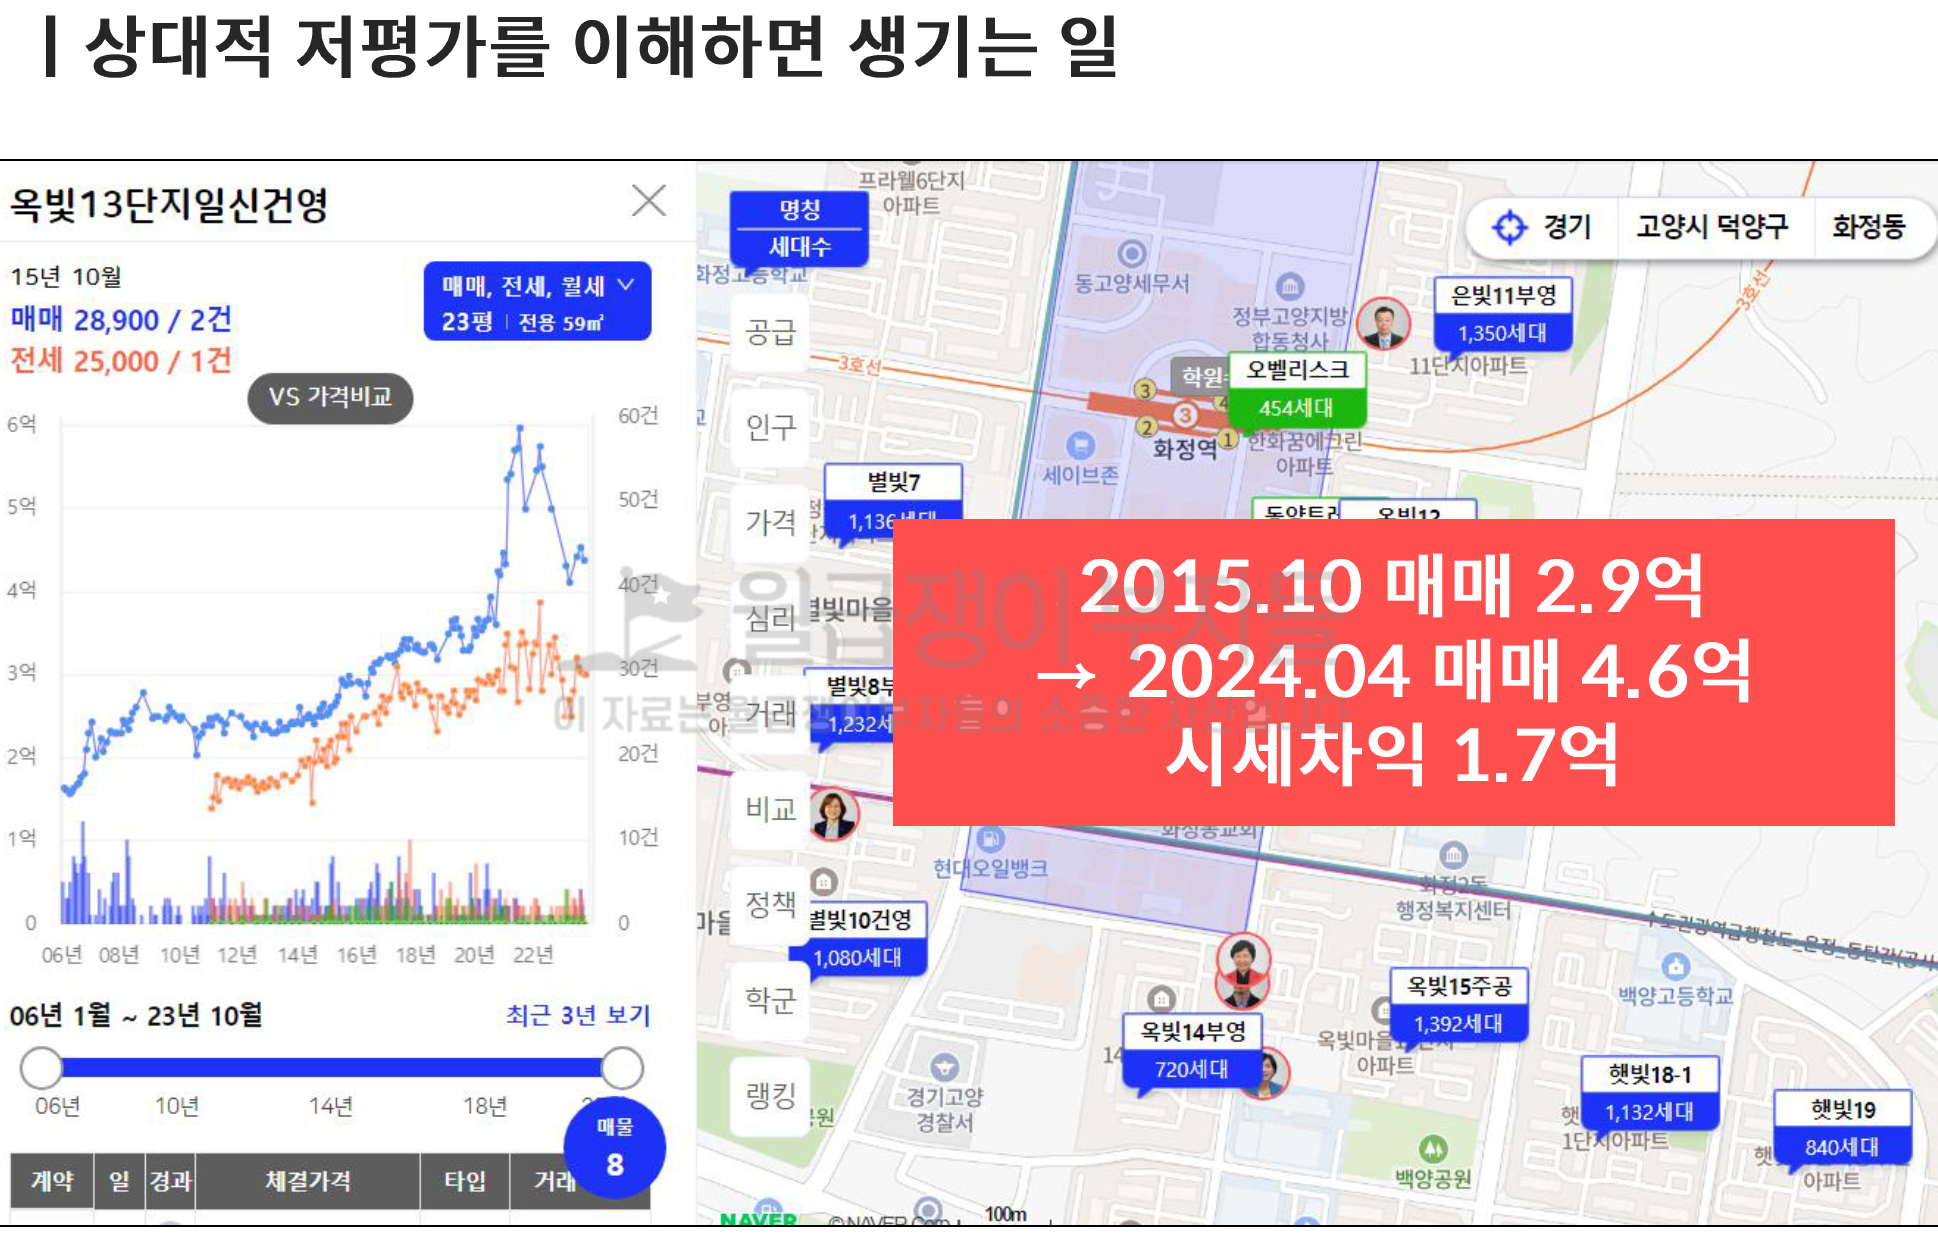 | 상대적 저평가를 이해하면 생기는 일
옥빛13단지일신건영
15년 10월
매매 28,900 / 2건
전세 25,000 / 1건
매매, 전세, 월세
23평 | 전용 59㎡
VS 가격비교
6억
5억
4억
3억
2억
1억
0
60건
50건
40건
30건
20건
10건
0
06년 08년 10년 12년 14년 16년 18년 20년 22년
06년 1월 ~ 23년 10월
최근 3년 보기
06년 10년 14년 18년
매물
8
계약 일 경과 체결가격 타입 거래
명칭
세대수
공급
인구
가격
심리
거래
비교
정책
학군
랭킹
경기 고양시 덕양구 화정동
프라웰6단지
아파트
화정고등학교
동고양세무서
정부고양지방
합동청사
은빛11부영
1,350세대
11단지아파트
3호선
3호선
학원
오벨리스크
454세대
3
4
3
2
1
화정역
한화꿈에그린
아파트
세이브존
별빛7
1,136세대
옥빛12
별빛마을
별빛8부
1,232세
2015.10 매매 2.9억
→ 2024.04 매매 4.6억
시세차익 1.7억
월급쟁이부자들
이 자료는 월급쟁이부자들의 소중한 자산입니다
현대오일뱅크
화정동교회
화정2동
행정복지센터
별빛10건영
1,080세대
옥빛14부영
720세대
옥빛15주공
1,392세대
옥빛마을
아파트
백양고등학교
햇빛18-1
1,132세대
1단지아파트
햇빛19
840세대
아파트
경기고양
경찰서
백양공원
NAVER
©NAVER Corp.
100m